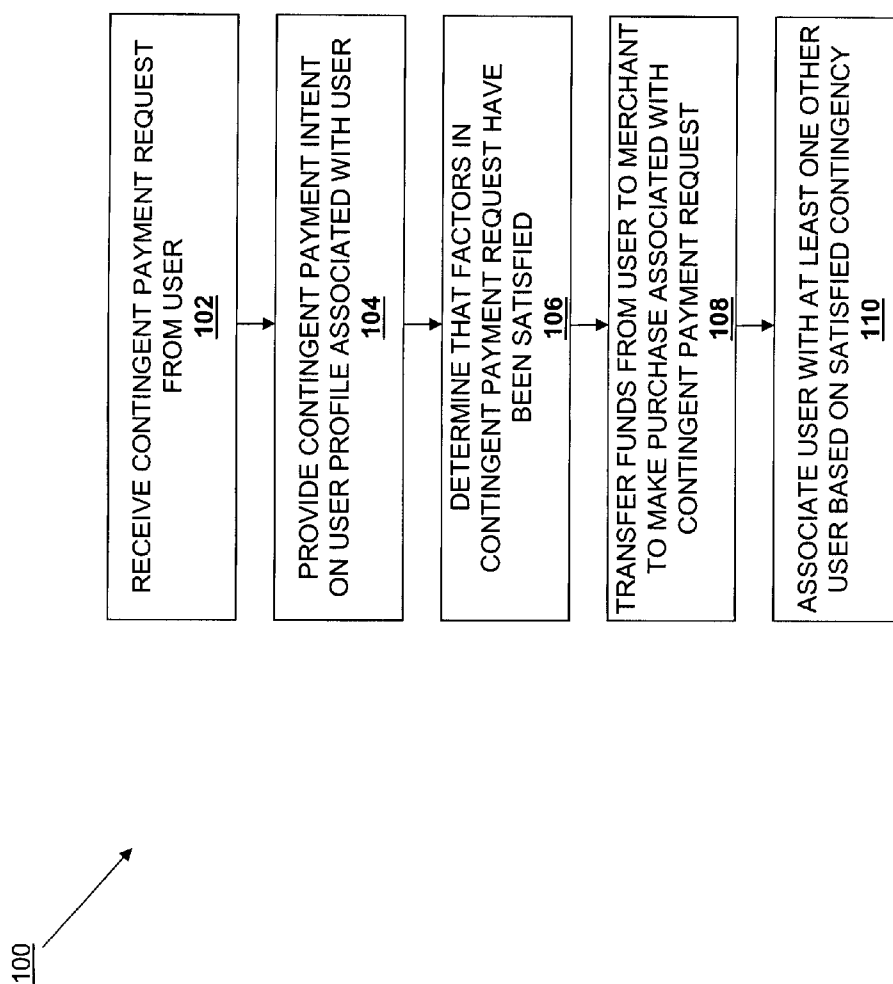 100
RECEIVE CONTINGENT PAYMENT REQUEST
FROM USER
102
PROVIDE CONTINGENT PAYMENT INTENT
ON USER PROFILE ASSOCIATED WITH USER
104
DETERMINE THAT FACTORS IN
CONTINGENT PAYMENT REQUEST HAVE
BEEN SATISFIED
106
TRANSFER FUNDS FROM USER TO MERCHANT
TO MAKE PURCHASE ASSOCIATED WITH
CONTINGENT PAYMENT REQUEST
108
ASSOCIATE USER WITH AT LEAST ONE OTHER
USER BASED ON SATISFIED CONTINGENCY
110